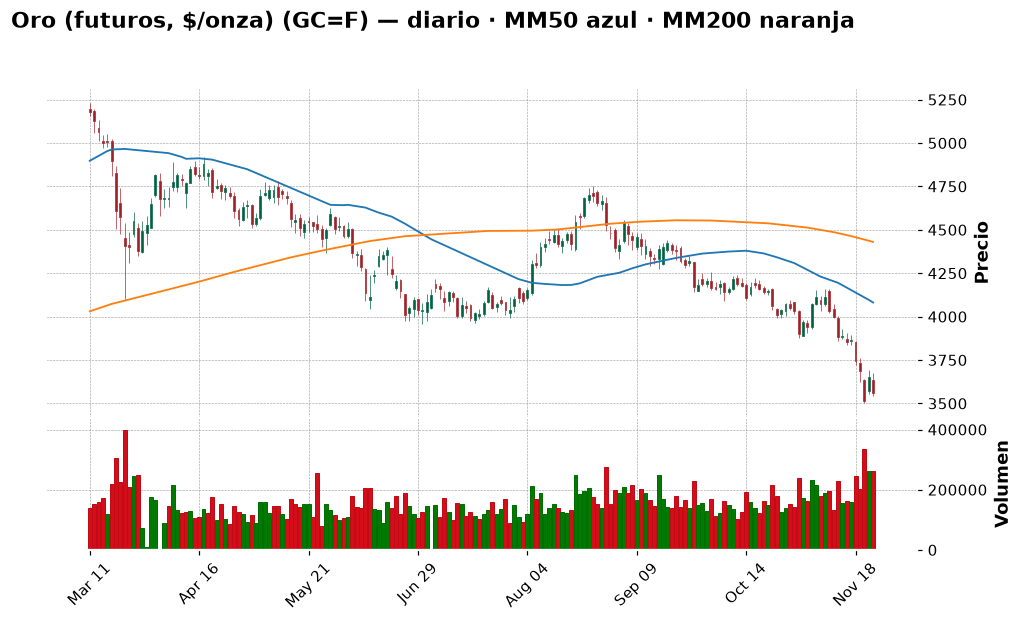 Oro (futuros, $/onza) (GC=F) — diario · MM50 azul · MM200 naranja
5250
5000
4750
4500
4250
4000
3750
3500
Precio
400000
200000
0
Volumen
Mar 11
Apr 16
May 21
Jun 29
Aug 04
Sep 09
Oct 14
Nov 18